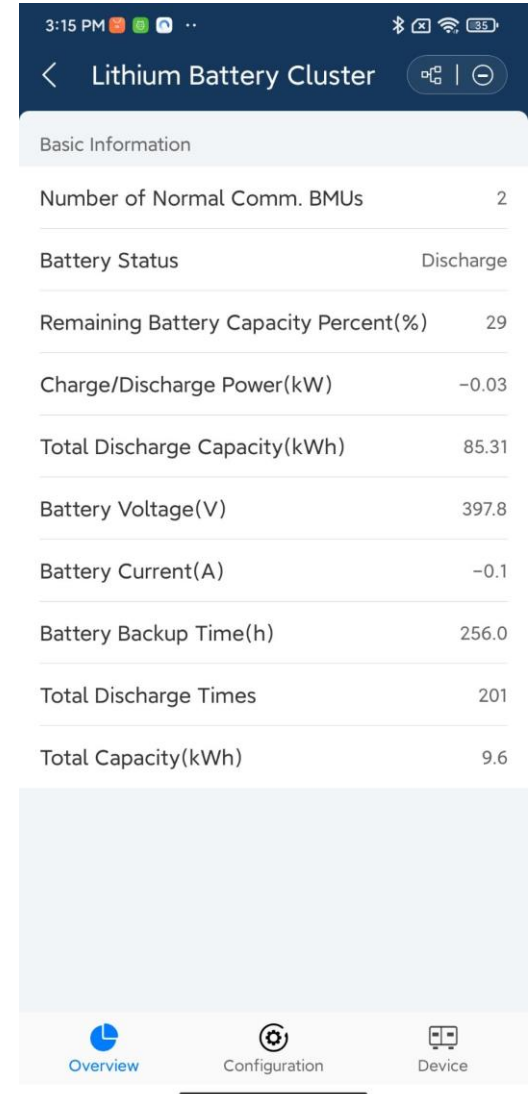 3:15 PM
35
Lithium Battery Cluster
Basic Information
Number of Normal Comm. BMUs 2
Battery Status Discharge
Remaining Battery Capacity Percent(%) 29
Charge/Discharge Power(kW) −0.03
Total Discharge Capacity(kWh) 85.31
Battery Voltage(V) 397.8
Battery Current(A) −0.1
Battery Backup Time(h) 256.0
Total Discharge Times 201
Total Capacity(kWh) 9.6
Overview Configuration Device